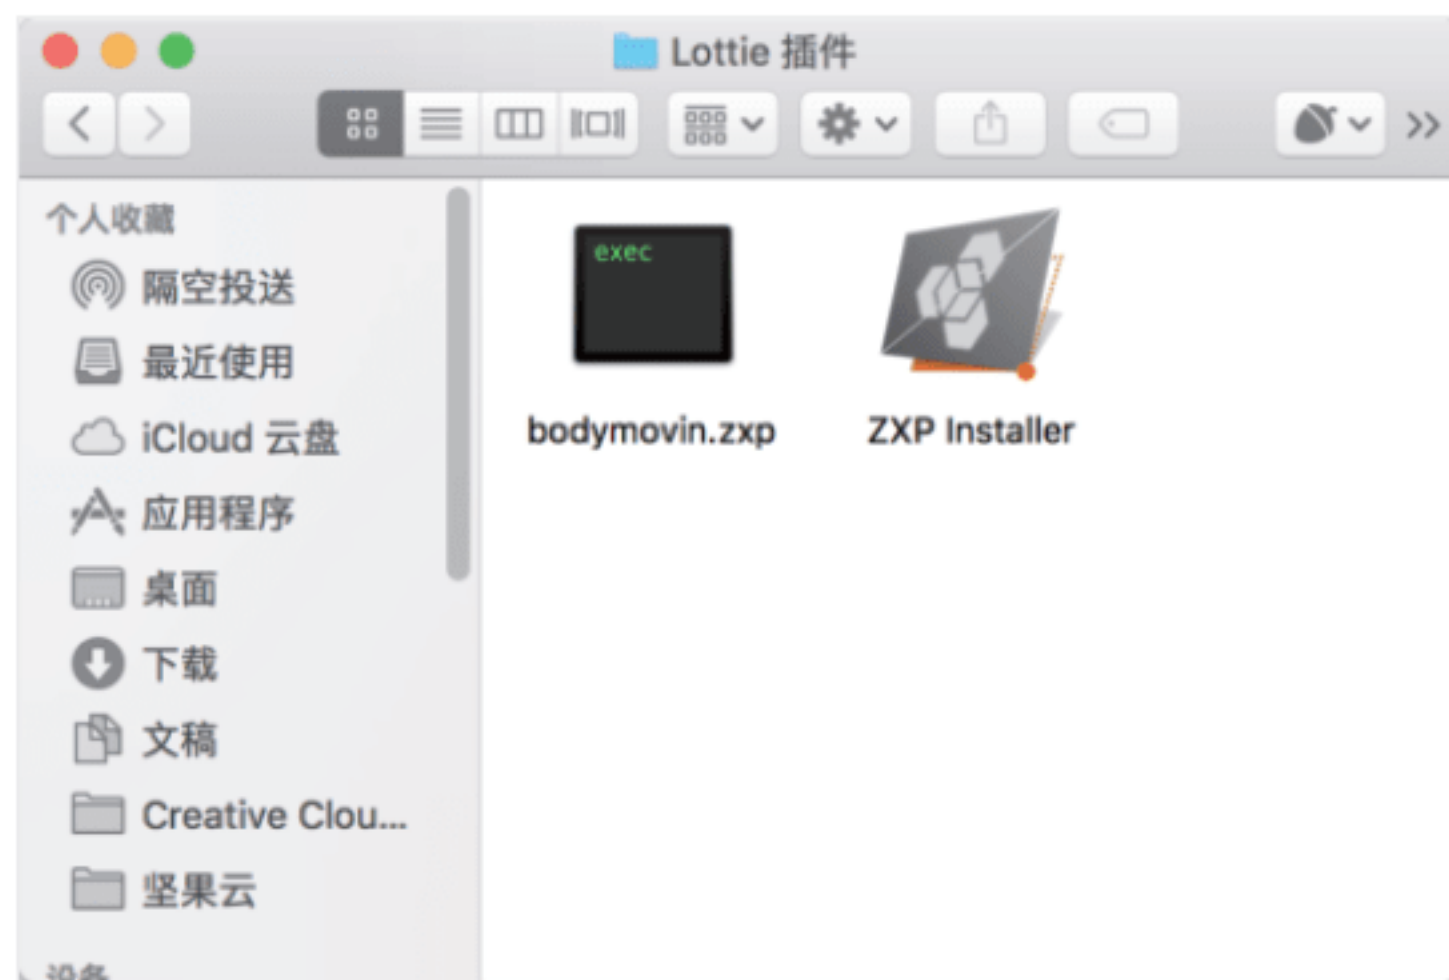 Lottie 插件
个人收藏
隔空投送
最近使用
iCloud 云盘
应用程序
桌面
下载
文稿
Creative Clou...
坚果云
设备
exec
bodymovin.zxp
ZXP Installer